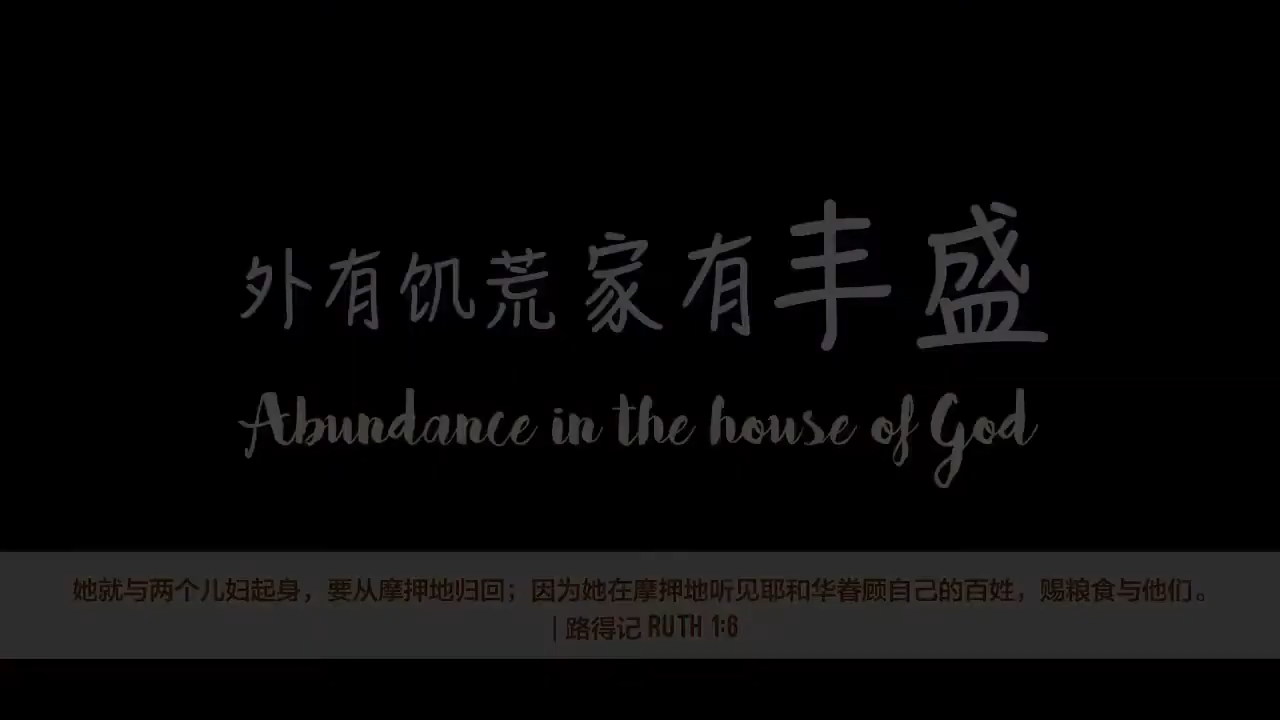 外有饥荒家有丰盛
Abundance in the house of God
她就与两个儿妇起身，要从摩押地归回；因为她在摩押地听见耶和华眷顾自己的百姓，赐粮食与他们。
| 路得记 RUTH 1:6